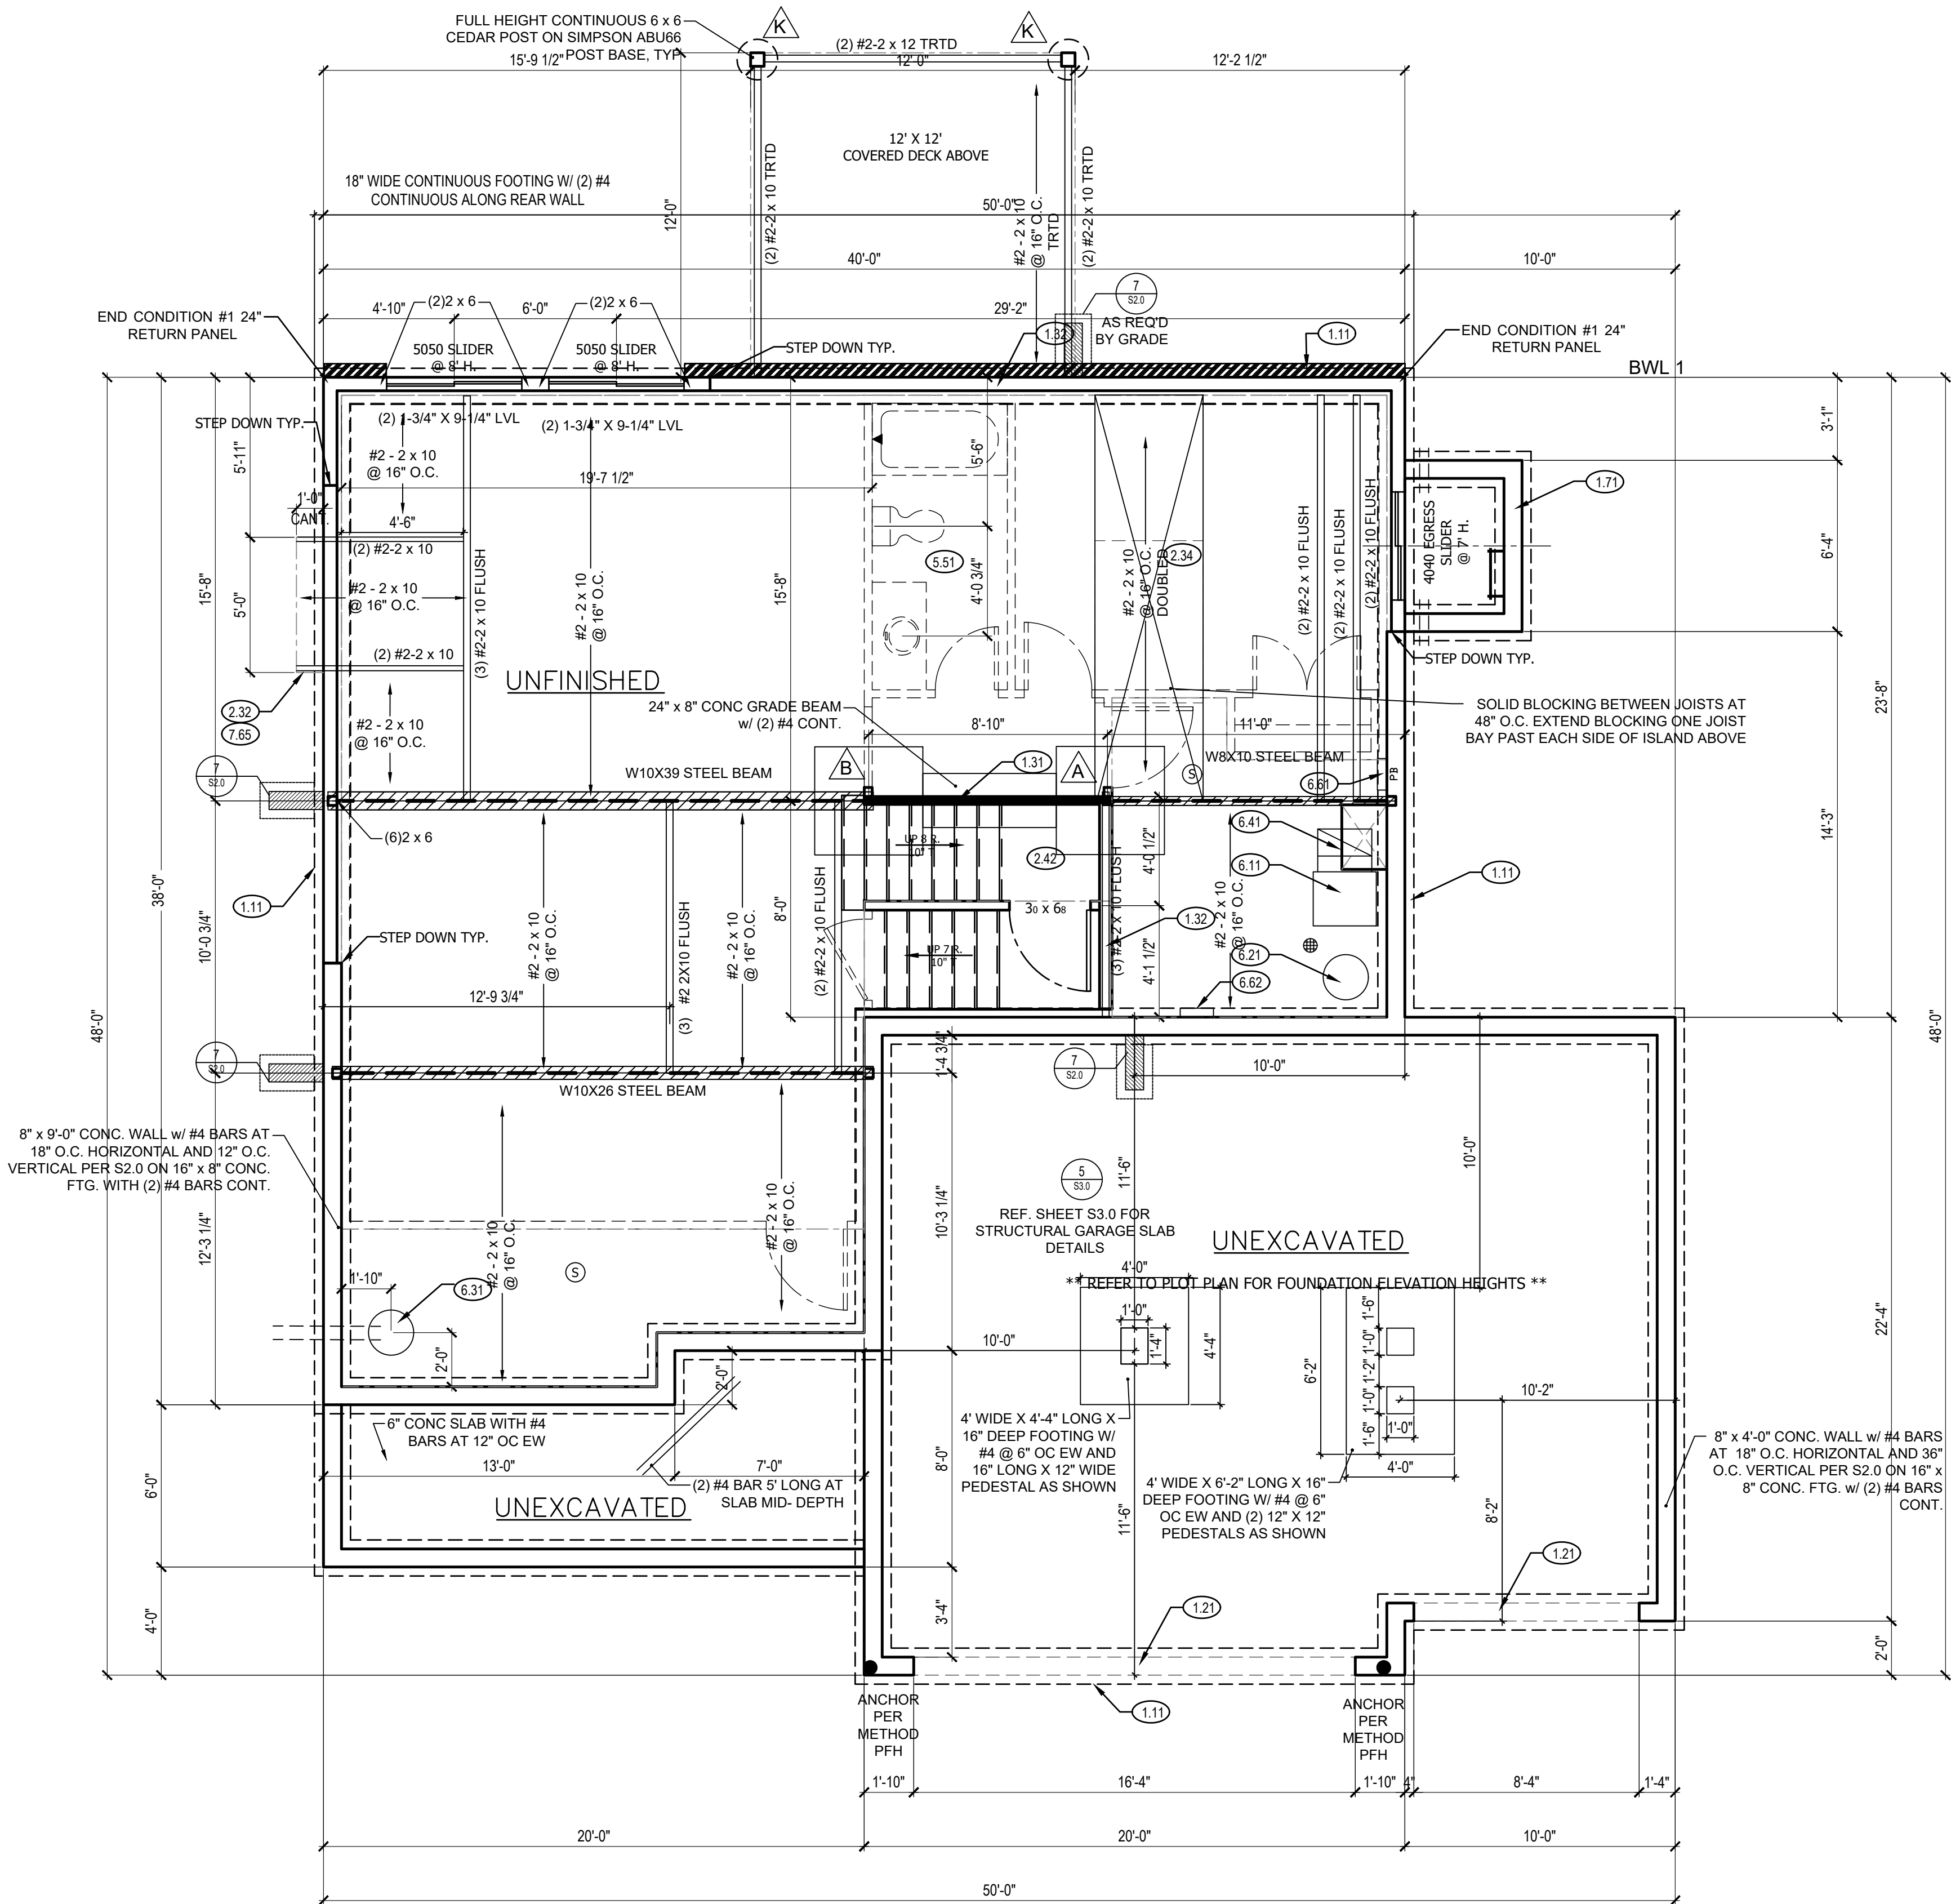 FULL HEIGHT CONTINUOUS 6 x 6
CEDAR POST ON SIMPSON ABU66
POST BASE, TYP.
K
K
(2) #2-2 x 12 TRTD
15'-9 1/2"
12'-0"
12'-2 1/2"
12' X 12'
COVERED DECK ABOVE
(2) #2-2 x 10 TRTD
#2 - 2 x 10
@ 16" O.C.
TRTD
(2) #2-2 x 10 TRTD
12'-0"
18" WIDE CONTINUOUS FOOTING W/ (2) #4
CONTINUOUS ALONG REAR WALL
50'-0"
40'-0"
10'-0"
4'-10"
(2)2 x 6
6'-0"
(2)2 x 6
29'-2"
7
S2.0
AS REQ'D
BY GRADE
1.32
1.11
END CONDITION #1 24"
RETURN PANEL
END CONDITION #1 24"
RETURN PANEL
5050 SLIDER
@ 8' H.
5050 SLIDER
@ 8' H.
STEP DOWN TYP.
BWL 1
STEP DOWN TYP.
(2) 1-3/4" X 9-1/4" LVL
(2) 1-3/4" X 9-1/4" LVL
#2 - 2 x 10
@ 16" O.C.
5'-11"
19'-7 1/2"
5'-6"
3'-1"
1'-0"
CANT.
4'-6"
(2) #2-2 x 10
#2 - 2 x 10
@ 16" O.C.
5'-0"
15'-8"
(2) #2-2 x 10
(3) #2-2 x 10 FLUSH
#2 - 2 x 10
@ 16" O.C.
15'-8"
5.51
4'-0 3/4"
#2 - 2 x 10
@ 16" O.C.
DOUBLED
2.34
(2) #2-2 x 10 FLUSH
(2) #2-2 x 10 FLUSH
(2) #2-2 x 10 FLUSH
4040 EGRESS
SLIDER
@ 7' H.
1.71
6'-4"
STEP DOWN TYP.
UNFINISHED
2.32
7.65
#2 - 2 x 10
@ 16" O.C.
24" x 8" CONC GRADE BEAM
w/ (2) #4 CONT.
8'-10"
11'-0"
SOLID BLOCKING BETWEEN JOISTS AT
48" O.C. EXTEND BLOCKING ONE JOIST
BAY PAST EACH SIDE OF ISLAND ABOVE
23'-8"
7
S2.0
W10X39 STEEL BEAM
B
1.31
A
W8X10 STEEL BEAM
S
6.61
PB
(6)2 x 6
UP 8 R.
10" T
2.42
6.41
6.11
4'-0 1/2"
14'-3"
1.11
1.11
38'-0"
10'-0 3/4"
STEP DOWN TYP.
#2 - 2 x 10
@ 16" O.C.
(3) #2 2X10 FLUSH
#2 - 2 x 10
@ 16" O.C.
(2) #2-2 x 10 FLUSH
8'-0"
30 x 68
UP 7 R.
10" T
(3) #2-2 x 10 FLUSH
1.32
4'-1 1/2"
#2 - 2 x 10
@ 16" O.C.
6.21
6.62
12'-9 3/4"
48'-0"
48'-0"
7
S2.0
W10X26 STEEL BEAM
1'-4 3/4"
7
S2.0
10'-0"
8" x 9'-0" CONC. WALL w/ #4 BARS AT
18" O.C. HORIZONTAL AND 12" O.C.
VERTICAL PER S2.0 ON 16" x 8" CONC.
FTG. WITH (2) #4 BARS CONT.
12'-3 1/4"
#2 - 2 x 10
@ 16" O.C.
#2 - 2 x 10
@ 16" O.C.
10'-3 1/4"
11'-6"
10'-0"
5
S3.0
REF. SHEET S3.0 FOR
STRUCTURAL GARAGE SLAB
DETAILS
UNEXCAVATED
** REFER TO PLOT PLAN FOR FOUNDATION ELEVATION HEIGHTS **
1'-10"
6.31
S
2'-0"
4'-0"
1'-0"
1'-4"
4'-4"
10'-0"
6'-2"
1'-6"
1'-0"
1'-2"
1'-0"
1'-6"
1'-0"
4'-0"
10'-2"
22'-4"
2'-0"
6" CONC SLAB WITH #4
BARS AT 12" OC EW
13'-0"
7'-0"
(2) #4 BAR 5' LONG AT
SLAB MID- DEPTH
UNEXCAVATED
8'-0"
4' WIDE X 4'-4" LONG X
16" DEEP FOOTING W/
#4 @ 6" OC EW AND
16" LONG X 12" WIDE
PEDESTAL AS SHOWN
11'-6"
4' WIDE X 6'-2" LONG X 16"
DEEP FOOTING W/ #4 @ 6"
OC EW AND (2) 12" X 12"
PEDESTALS AS SHOWN
8'-2"
8" x 4'-0" CONC. WALL w/ #4 BARS
AT 18" O.C. HORIZONTAL AND 36"
O.C. VERTICAL PER S2.0 ON 16" x
8" CONC. FTG. w/ (2) #4 BARS
CONT.
6'-0"
4'-0"
3'-4"
1.21
1.21
2'-0"
ANCHOR
PER
METHOD
PFH
1.11
ANCHOR
PER
METHOD
PFH
1'-10"
16'-4"
1'-10"
4"
8'-4"
1'-4"
20'-0"
20'-0"
10'-0"
50'-0"